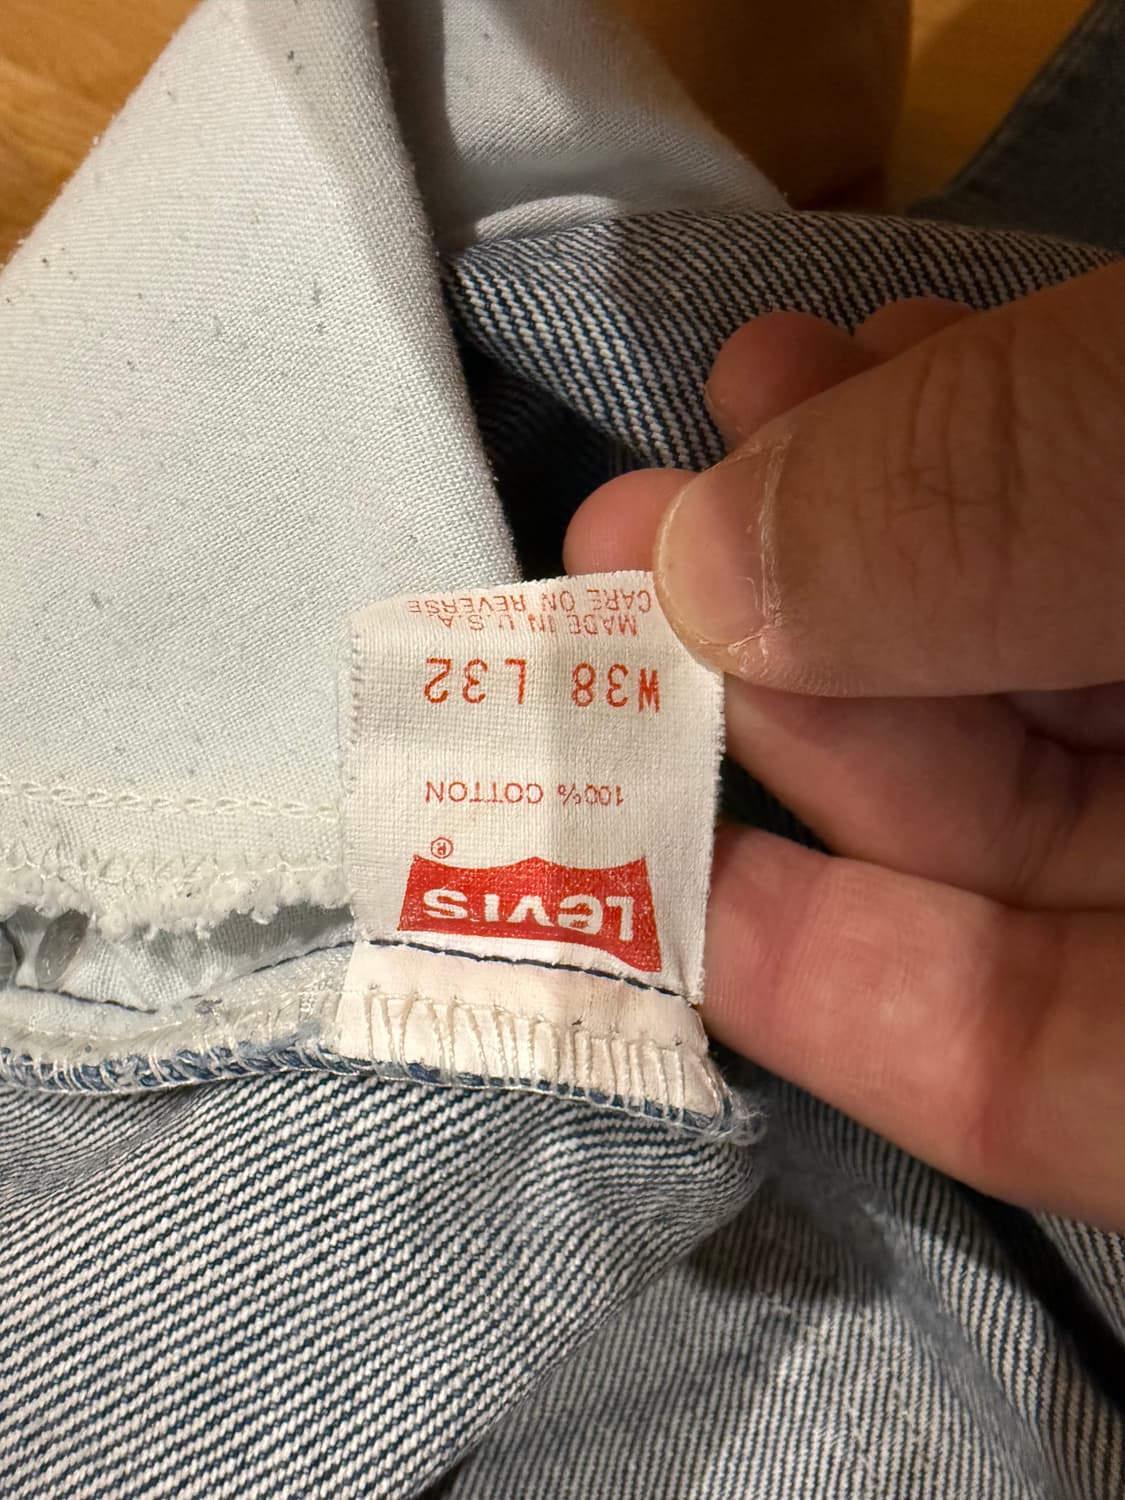 Levi's ®
100% COTTON
W38 L32
MADE IN U.S.A.
CARE ON REVERSE